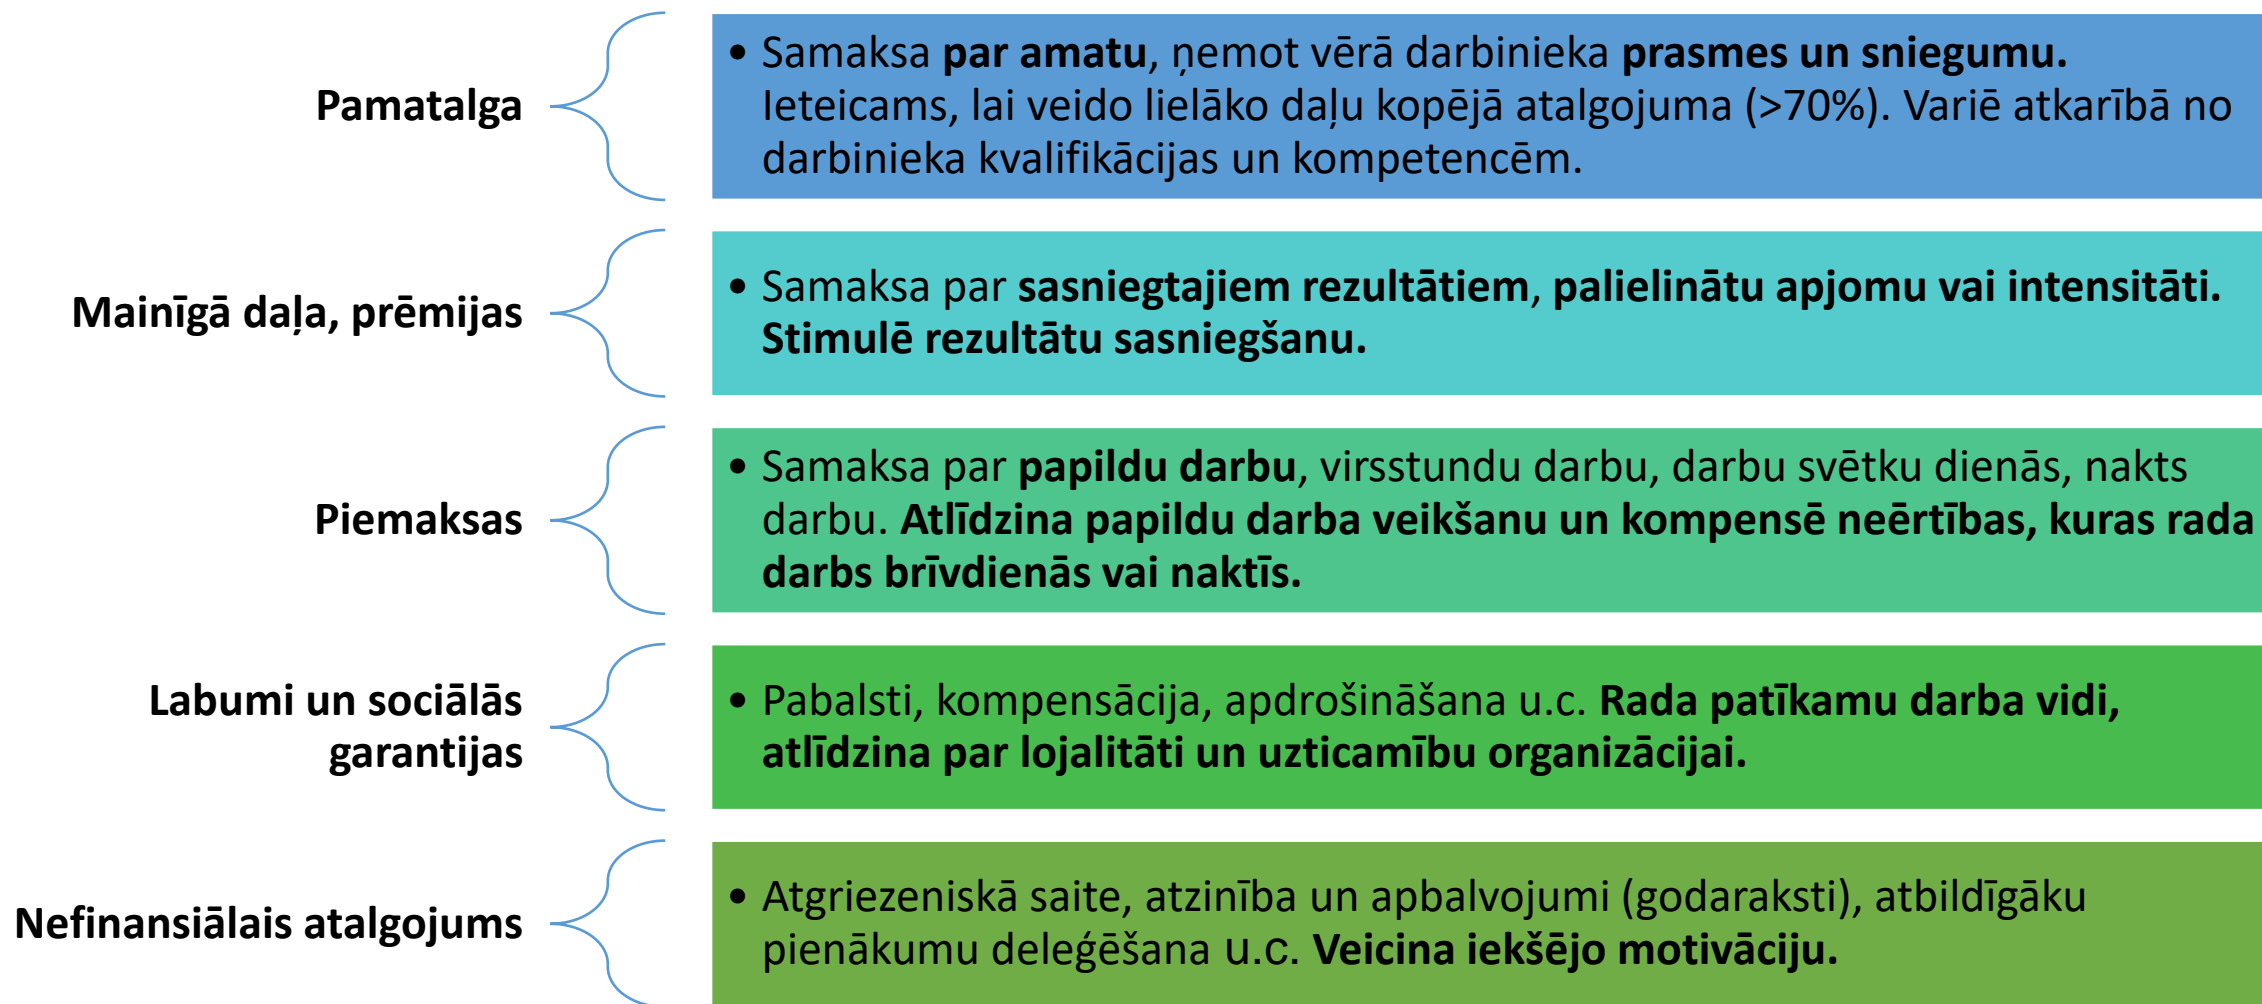 Pamatalga
• Samaksa par amatu, ņemot vērā darbinieka prasmes un sniegumu.
Ieteicams, lai veido lielāko daļu kopējā atalgojuma (>70%). Variē atkarībā no
darbinieka kvalifikācijas un kompetencēm.
Mainīgā daļa, prēmijas
• Samaksa par sasniegtajiem rezultātiem, palielinātu apjomu vai intensitāti.
Stimulē rezultātu sasniegšanu.
Piemaksas
• Samaksa par papildu darbu, virsstundu darbu, darbu svētku dienās, nakts
darbu. Atlīdzina papildu darba veikšanu un kompensē neērtības, kuras rada
darbs brīvdienās vai naktīs.
Labumi un sociālās
garantijas
• Pabalsti, kompensācija, apdrošināšana u.c. Rada patīkamu darba vidi,
atlīdzina par lojalitāti un uzticamību organizācijai.
Nefinansiālais atalgojums
• Atgriezeniskā saite, atzinība un apbalvojumi (godaraksti), atbildīgāku
pienākumu deleģēšana u.c. Veicina iekšējo motivāciju.